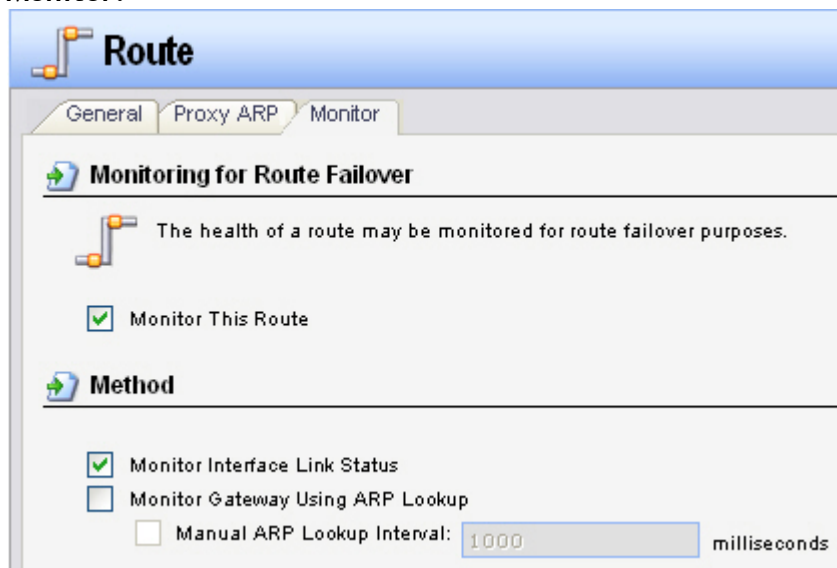 Route
General Proxy ARP Monitor
Monitoring for Route Failover
The health of a route may be monitored for route failover purposes.
Monitor This Route
Method
Monitor Interface Link Status
Monitor Gateway Using ARP Lookup
Manual ARP Lookup Interval: 1000 milliseconds